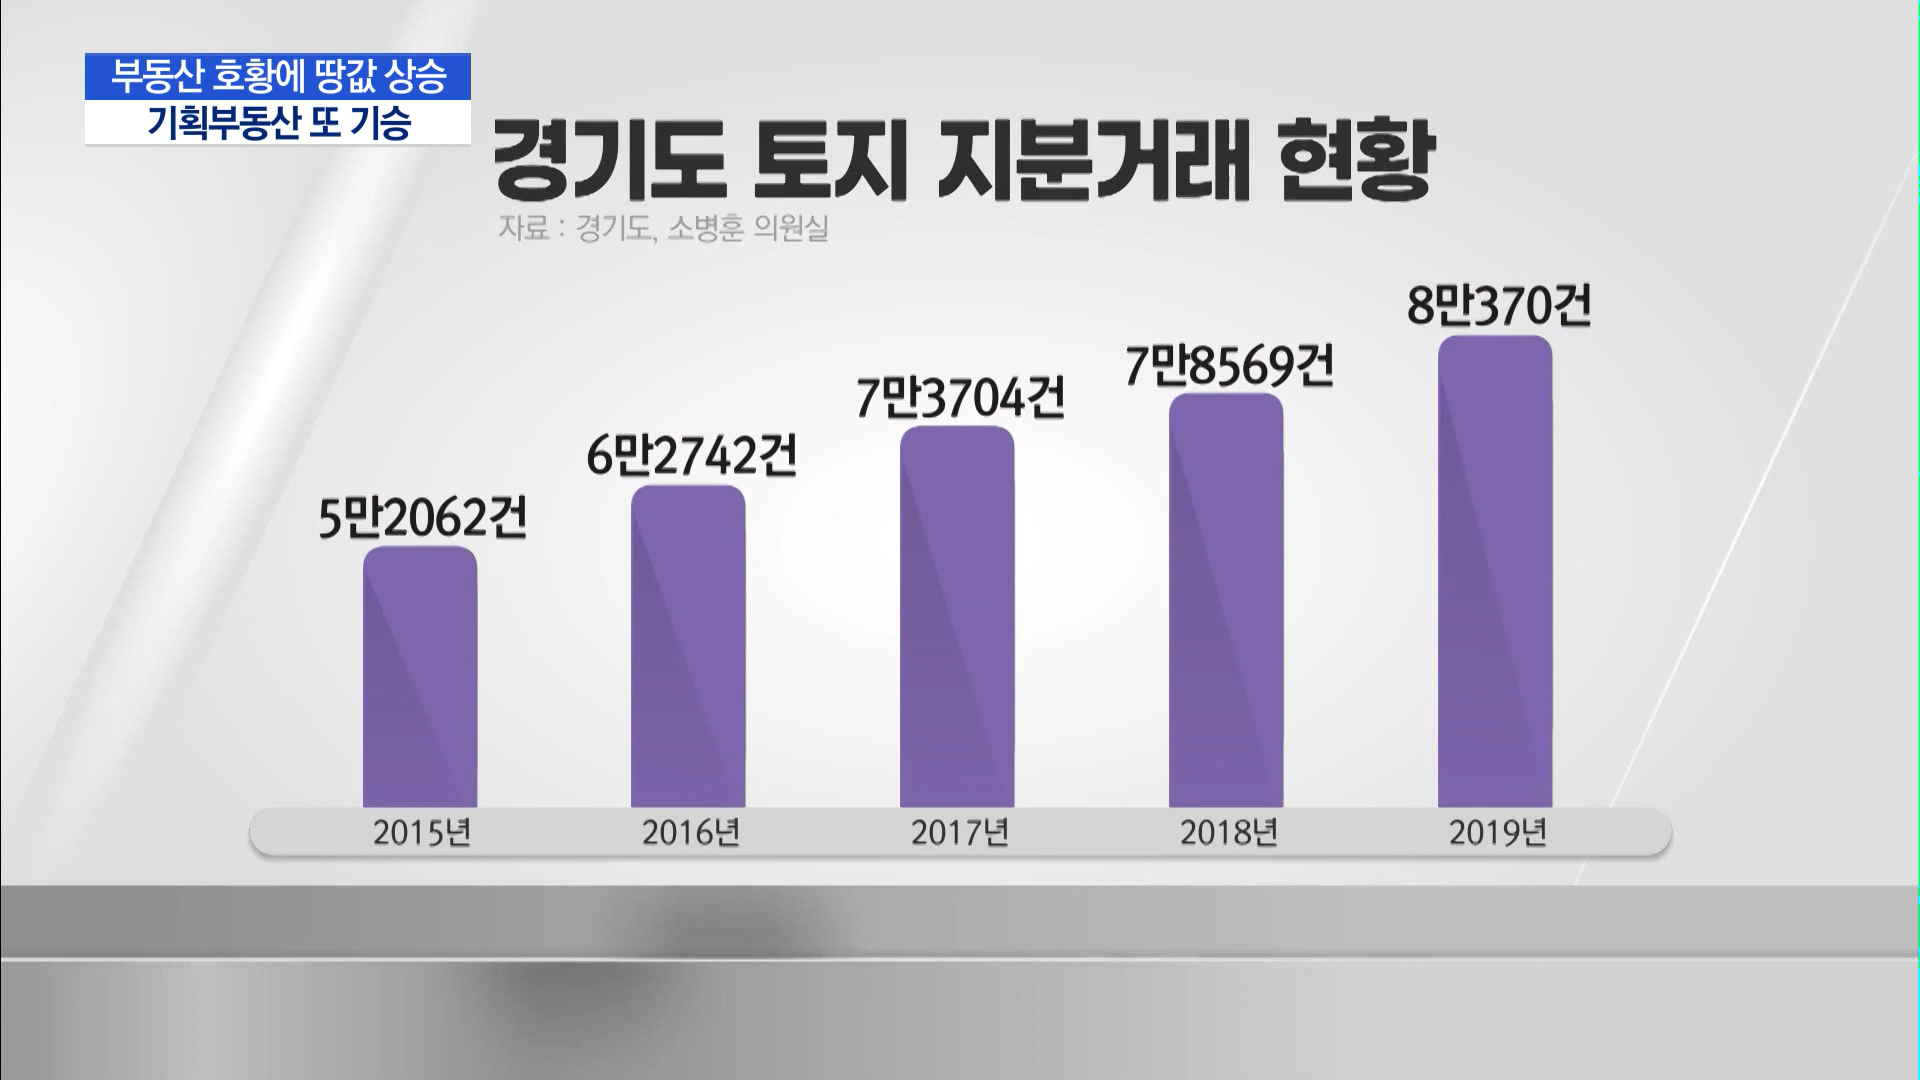 부동산 호황에 땅값 상승
기획부동산 또 기승
경기도 토지 지분거래 현황
자료 : 경기도, 소병훈 의원실
5만2062건
6만2742건
7만3704건
7만8569건
8만370건
2015년
2016년
2017년
2018년
2019년